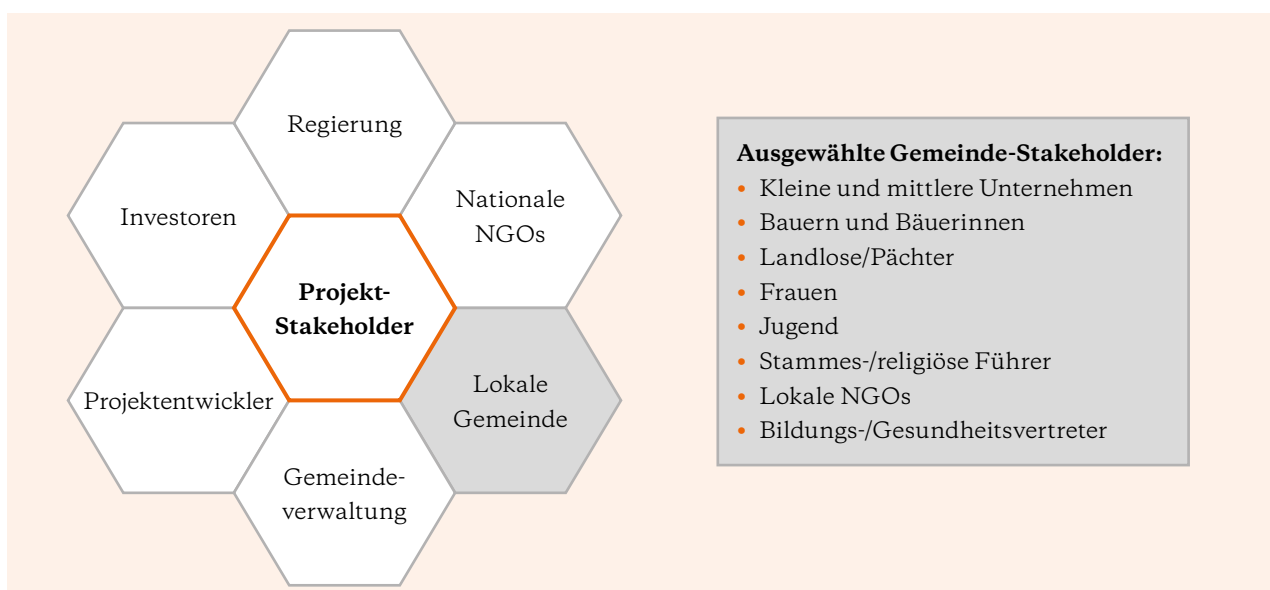 Regierung
Nationale
NGOs
Investoren
Projekt-
Stakeholder
Lokale
Gemeinde
Projektentwickler
Gemeinde-
verwaltung
Ausgewählte Gemeinde-Stakeholder:
• Kleine und mittlere Unternehmen
• Bauern und Bäuerinnen
• Landlose/Pächter
• Frauen
• Jugend
• Stammes-/religiöse Führer
• Lokale NGOs
• Bildungs-/Gesundheitsvertreter